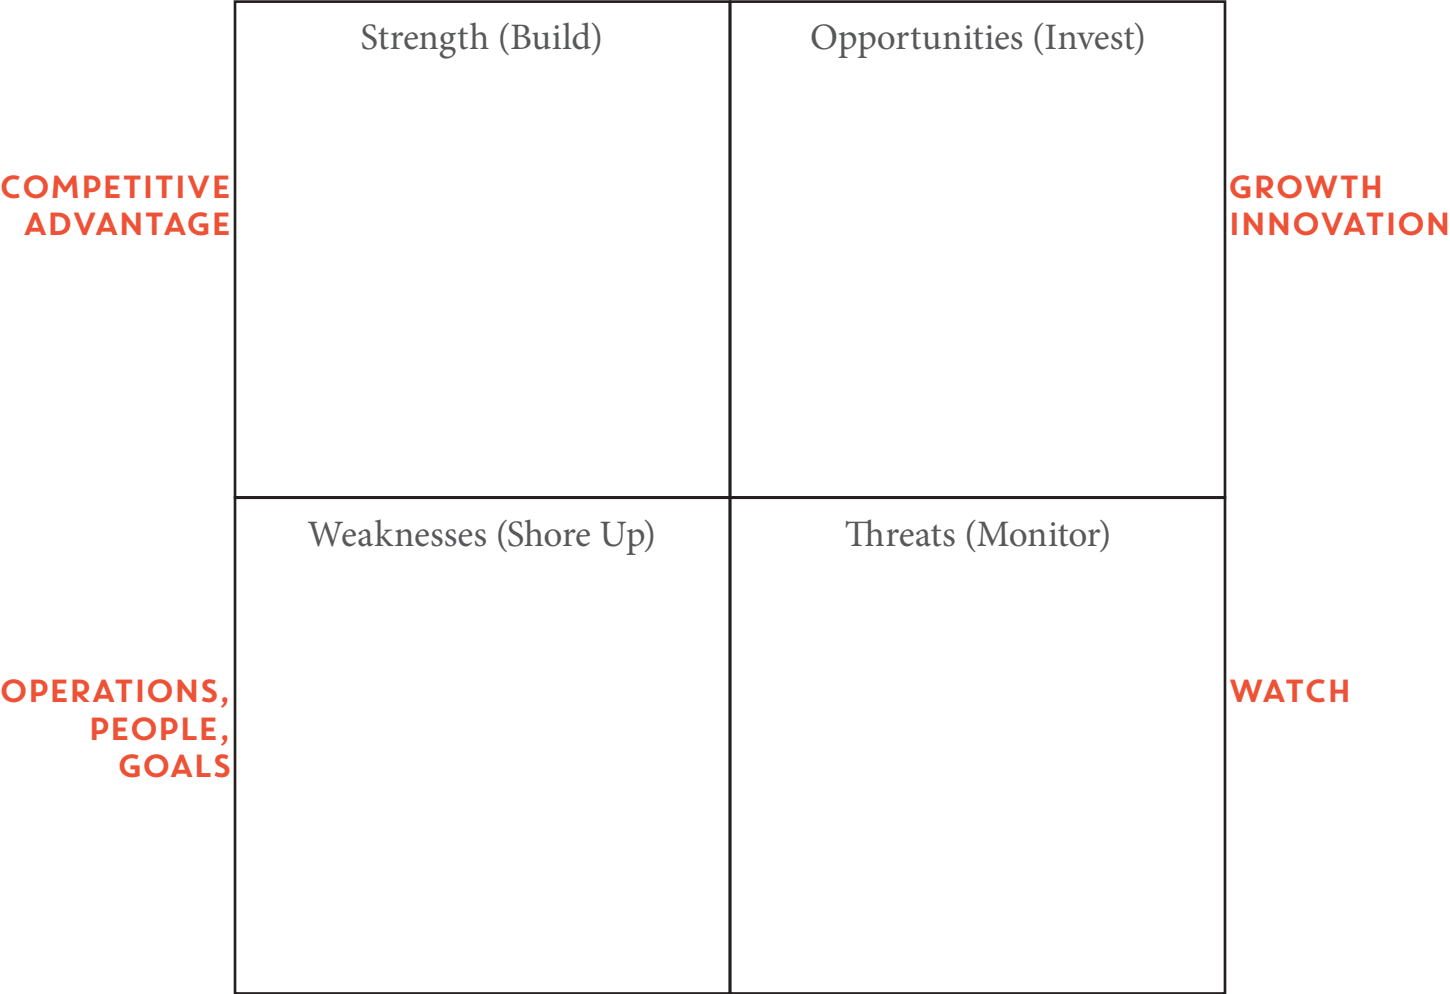 Strength (Build)
Opportunities (Invest)
COMPETITIVE
ADVANTAGE
GROWTH
INNOVATION
Weaknesses (Shore Up)
Threats (Monitor)
OPERATIONS,
PEOPLE,
GOALS
WATCH